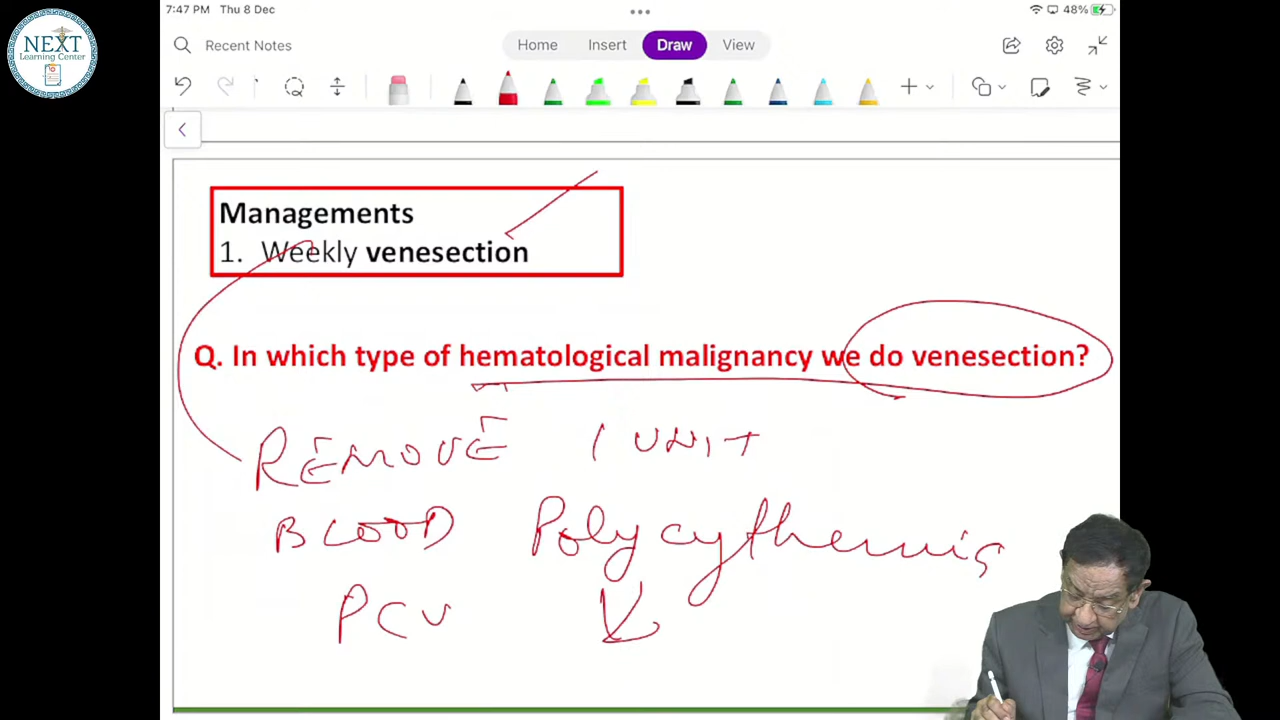 7:47 PM Thu 8 Dec
48%
NEXT
Learning Center
Recent Notes
Home Insert Draw View
Managements
1. Weekly venesection
Q. In which type of hematological malignancy we do venesection?
REMOVE 1 UNIT
BLOOD Polycythemia
PCV